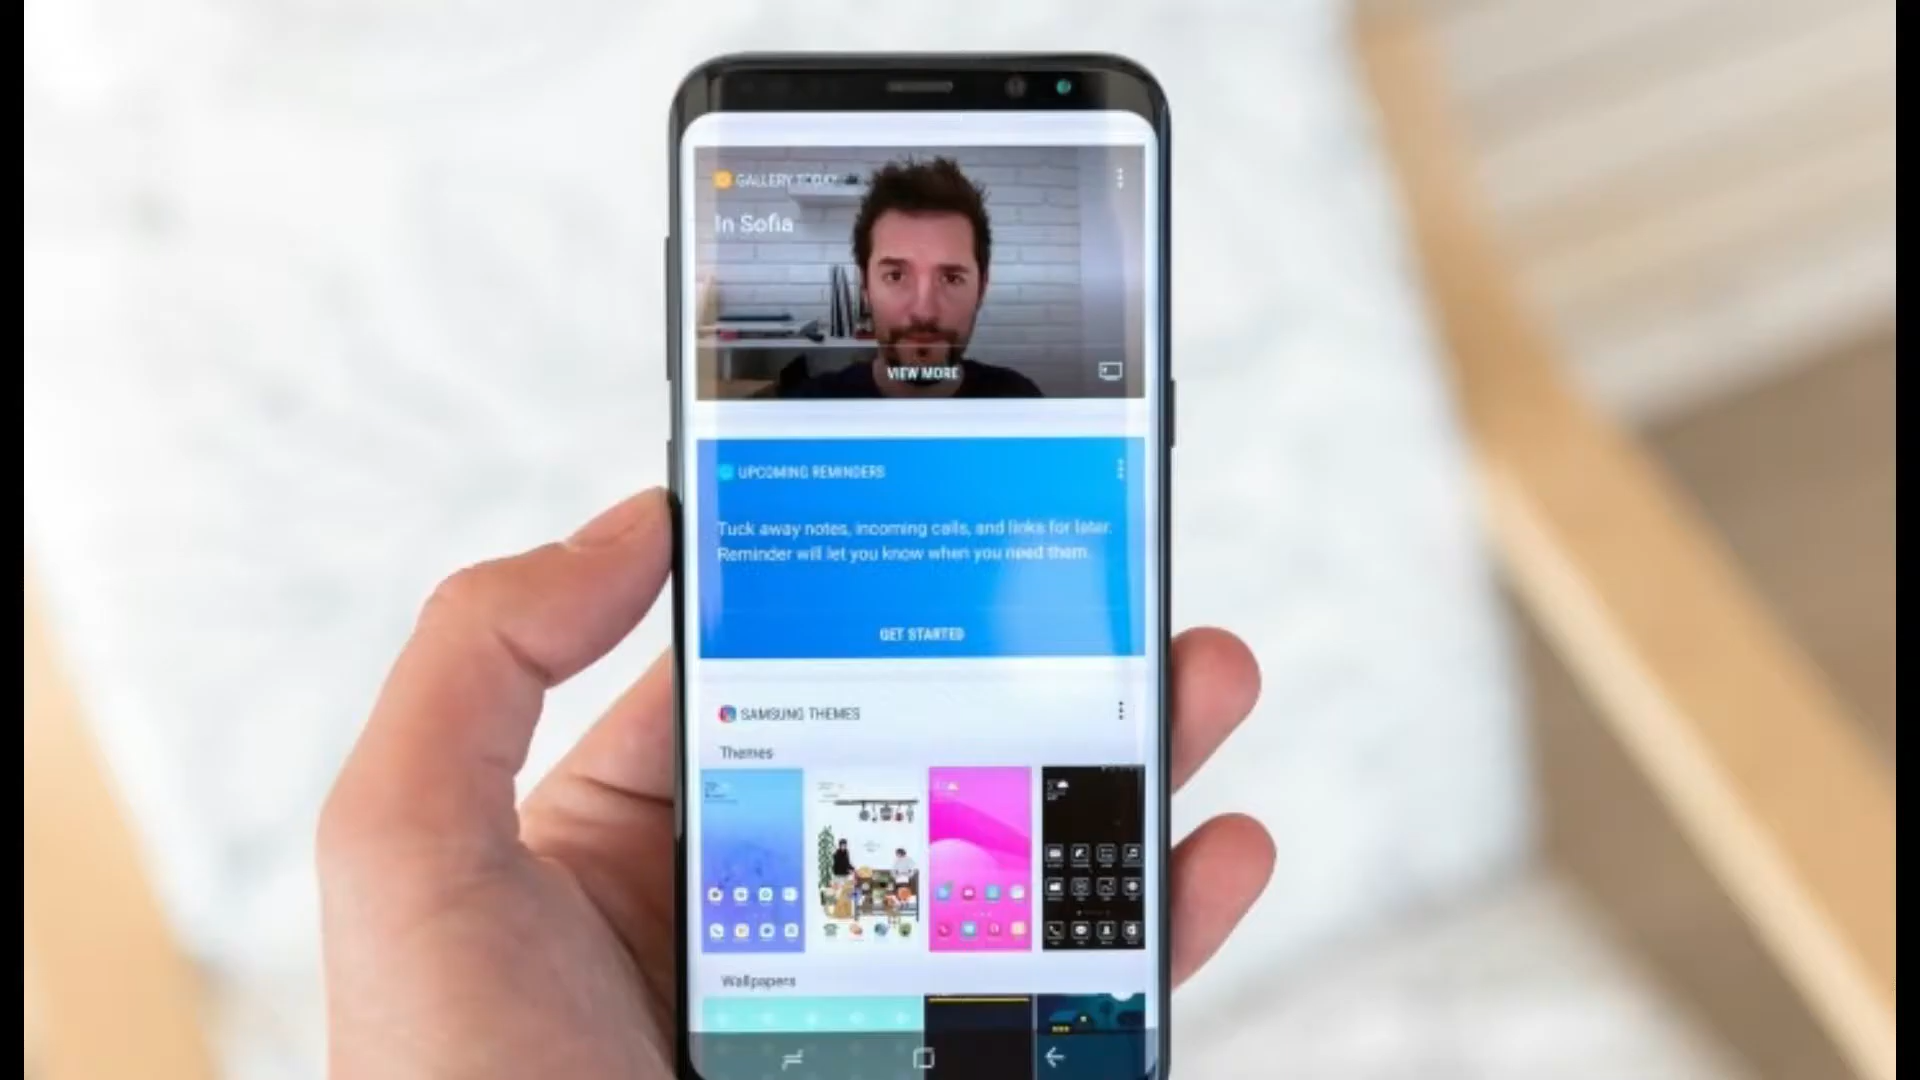 GALLERY TODAY
In Sofia
VIEW MORE
UPCOMING REMINDERS
Tuck away notes, incoming calls, and links for later.
Reminder will let you know when you need them.
GET STARTED
SAMSUNG THEMES
Themes
Wallpapers